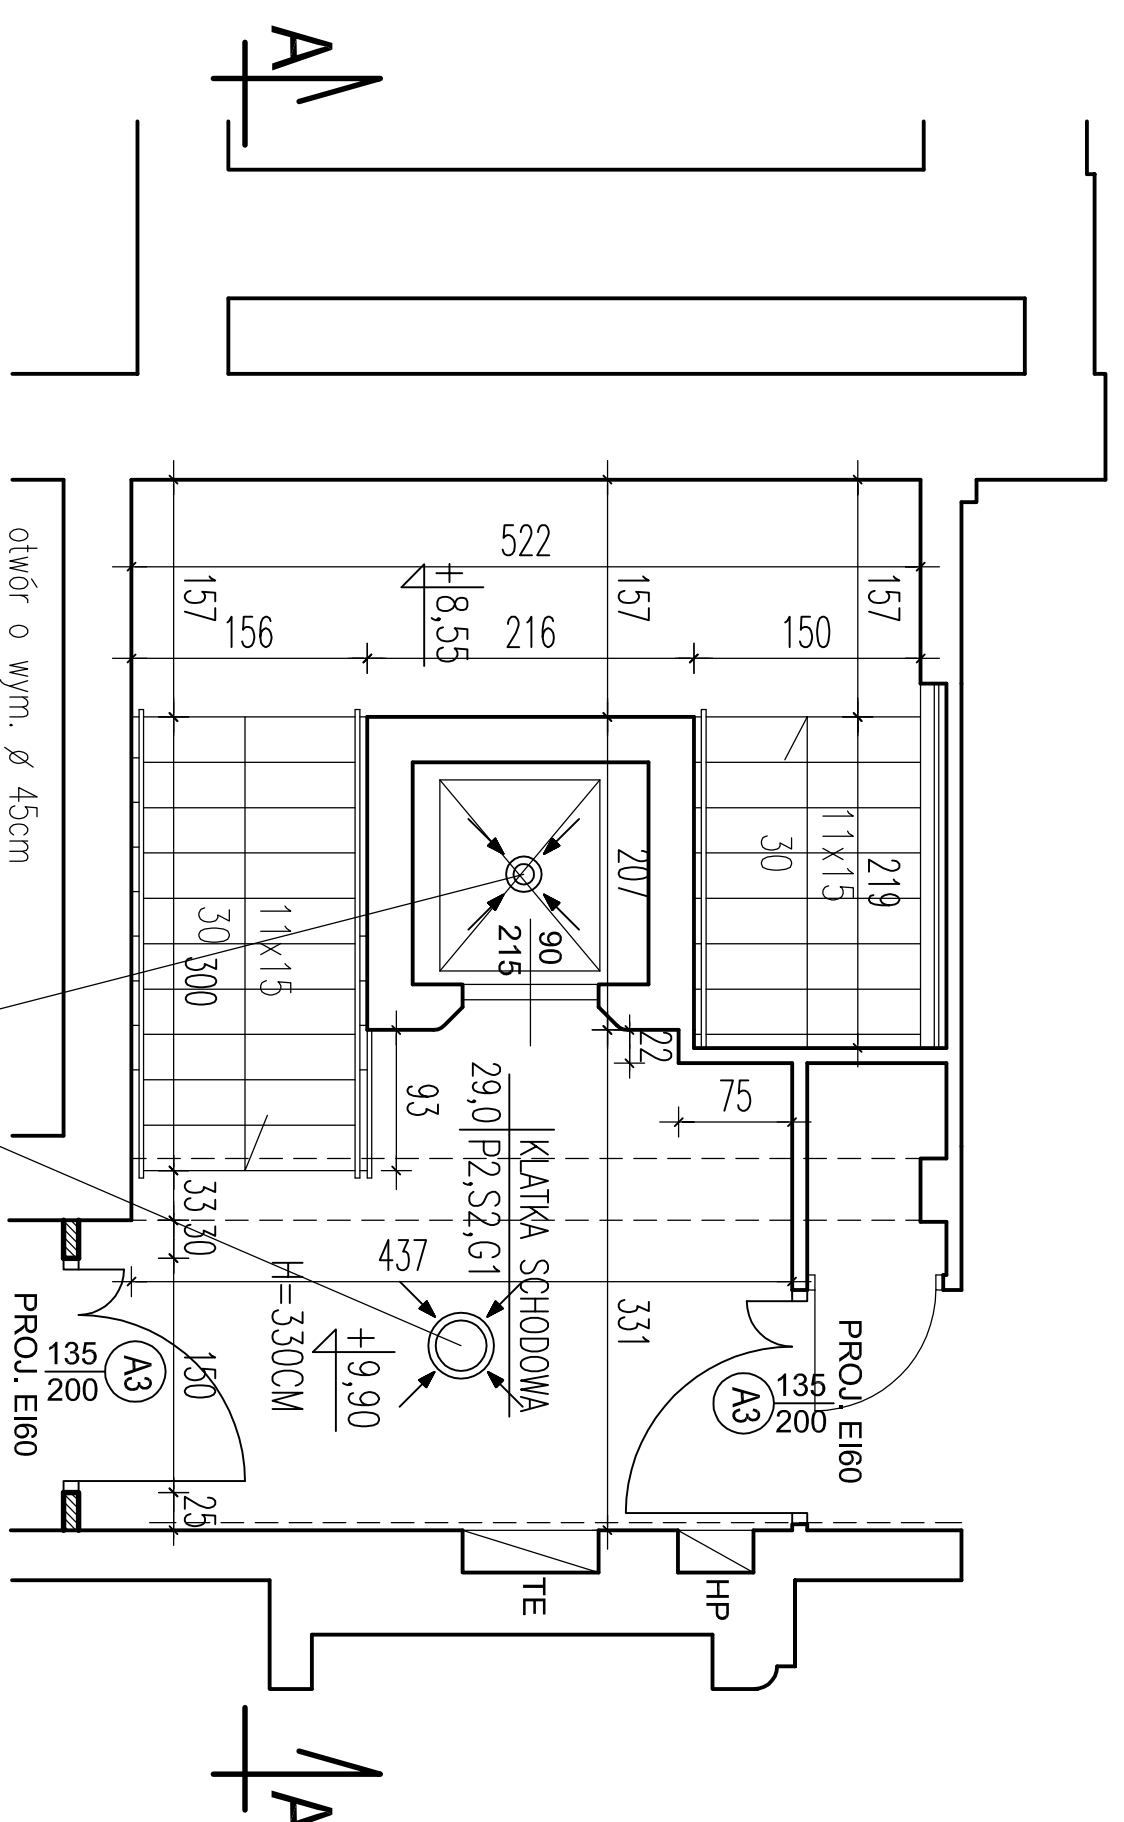 A
A
522
+8,55
157
157
157
156
216
150
otwór o wym. ø 45cm
11x15
30
219
207
90
215
11x15
30
300
22
93
75
KLATKA SCHODOWA
29,0
P2,S2,G1
33
30
437
H=330CM
331
+9,90
150
25
PROJ. EI60
135
200
A3
PROJ. EI60
135
200
A3
TE
HP